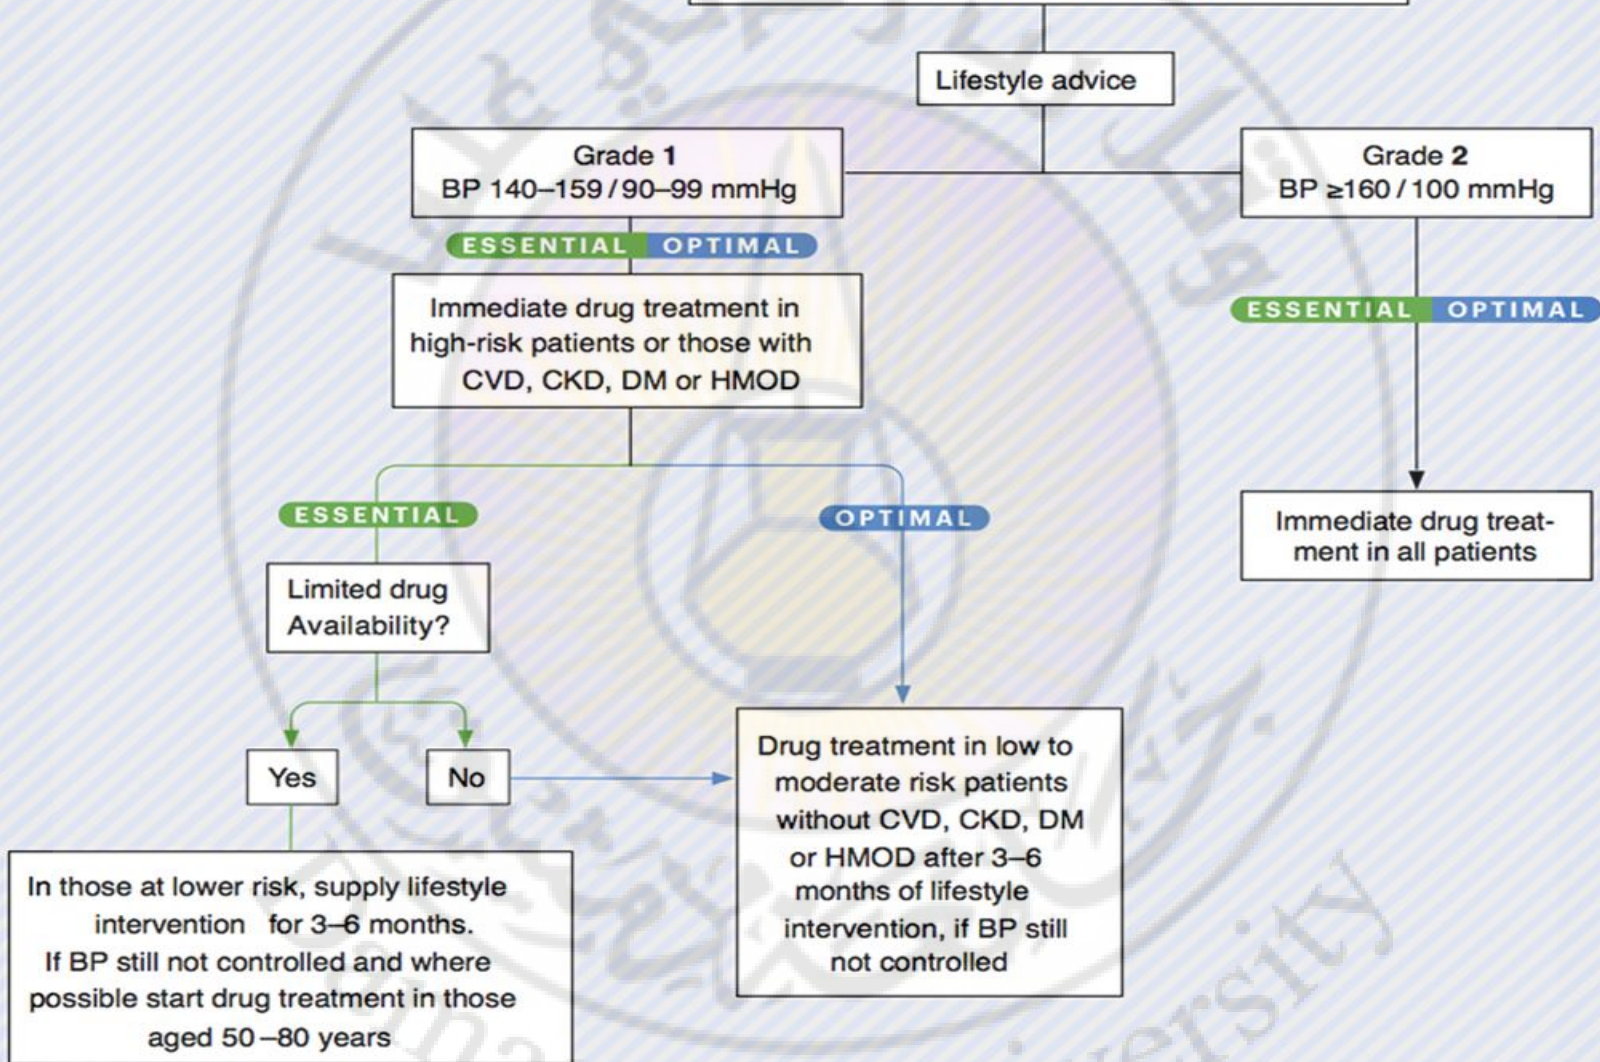 Lifestyle advice
Grade 1
BP 140–159 / 90–99 mmHg
Grade 2
BP ≥160 / 100 mmHg
ESSENTIAL OPTIMAL
Immediate drug treatment in
high-risk patients or those with
CVD, CKD, DM or HMOD
ESSENTIAL OPTIMAL
ESSENTIAL
OPTIMAL
Immediate drug treat-
ment in all patients
Limited drug
Availability?
Yes
No
Drug treatment in low to
moderate risk patients
without CVD, CKD, DM
or HMOD after 3–6
months of lifestyle
intervention, if BP still
not controlled
In those at lower risk, supply lifestyle
intervention for 3–6 months.
If BP still not controlled and where
possible start drug treatment in those
aged 50–80 years